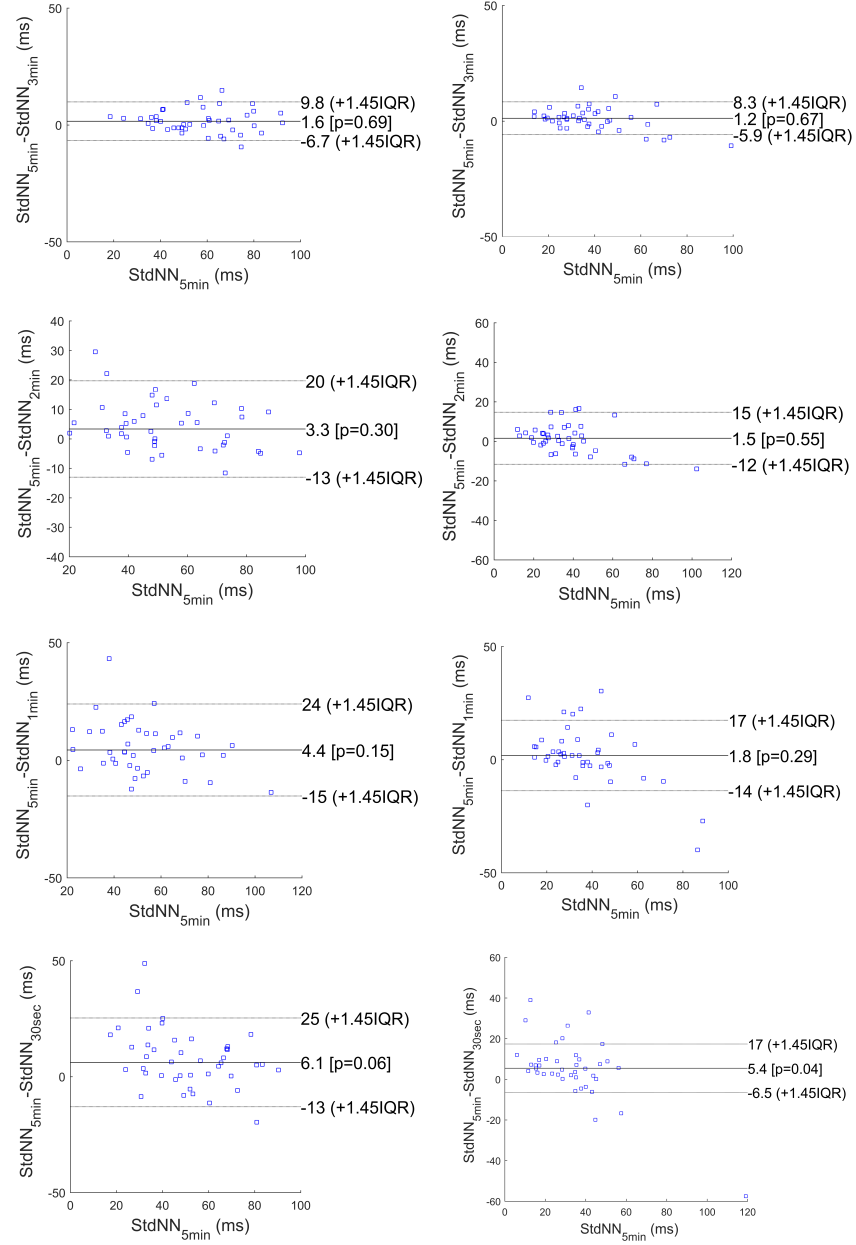 50
0
-50
StdNN5min-StdNN3min (ms)
9.8 (+1.45IQR)
1.6 [p=0.69]
-6.7 (+1.45IQR)
0 20 40 60 80 100
StdNN5min (ms)
50
0
-50
StdNN5min-StdNN3min (ms)
8.3 (+1.45IQR)
1.2 [p=0.67]
-5.9 (+1.45IQR)
0 20 40 60 80 100
StdNN5min (ms)
40
30
20
10
0
-10
-20
-30
-40
StdNN5min-StdNN2min (ms)
20 (+1.45IQR)
3.3 [p=0.30]
-13 (+1.45IQR)
20 40 60 80 100
StdNN5min (ms)
60
40
20
0
-20
-40
-60
StdNN5min-StdNN2min (ms)
15 (+1.45IQR)
1.5 [p=0.55]
-12 (+1.45IQR)
0 20 40 60 80 100 120
StdNN5min (ms)
50
0
-50
StdNN5min-StdNN1min (ms)
24 (+1.45IQR)
4.4 [p=0.15]
-15 (+1.45IQR)
20 40 60 80 100 120
StdNN5min (ms)
50
0
-50
StdNN5min-StdNN1min (ms)
17 (+1.45IQR)
1.8 [p=0.29]
-14 (+1.45IQR)
0 20 40 60 80 100
StdNN5min (ms)
50
0
-50
StdNN5min-StdNN30sec (ms)
25 (+1.45IQR)
6.1 [p=0.06]
-13 (+1.45IQR)
0 20 40 60 80 100
StdNN5min (ms)
60
40
20
0
-20
-40
-60
StdNN5min-StdNN30sec (ms)
17 (+1.45IQR)
5.4 [p=0.04]
-6.5 (+1.45IQR)
0 20 40 60 80 100 120
StdNN5min (ms)